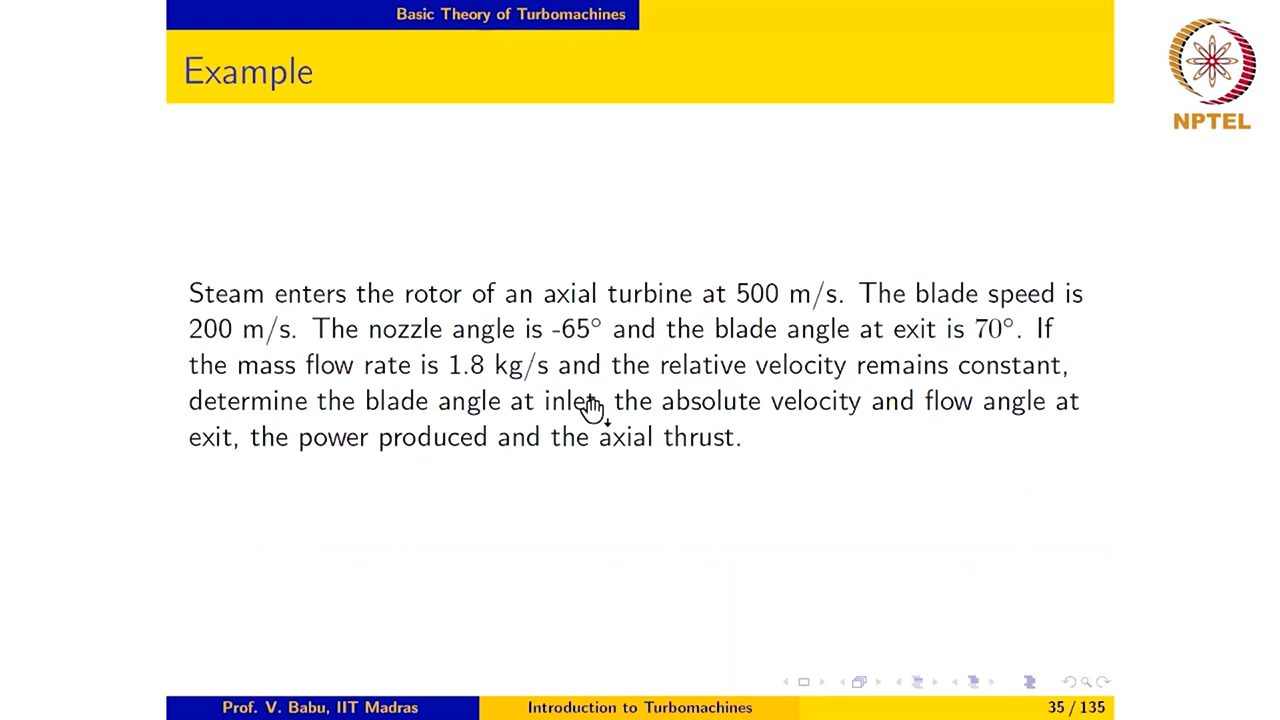 Basic Theory of Turbomachines
Example
NPTEL
Steam enters the rotor of an axial turbine at 500 m/s. The blade speed is
200 m/s. The nozzle angle is -65° and the blade angle at exit is 70°. If
the mass flow rate is 1.8 kg/s and the relative velocity remains constant,
determine the blade angle at inlet, the absolute velocity and flow angle at
exit, the power produced and the axial thrust.
Prof. V. Babu, IIT Madras
Introduction to Turbomachines
35 / 135